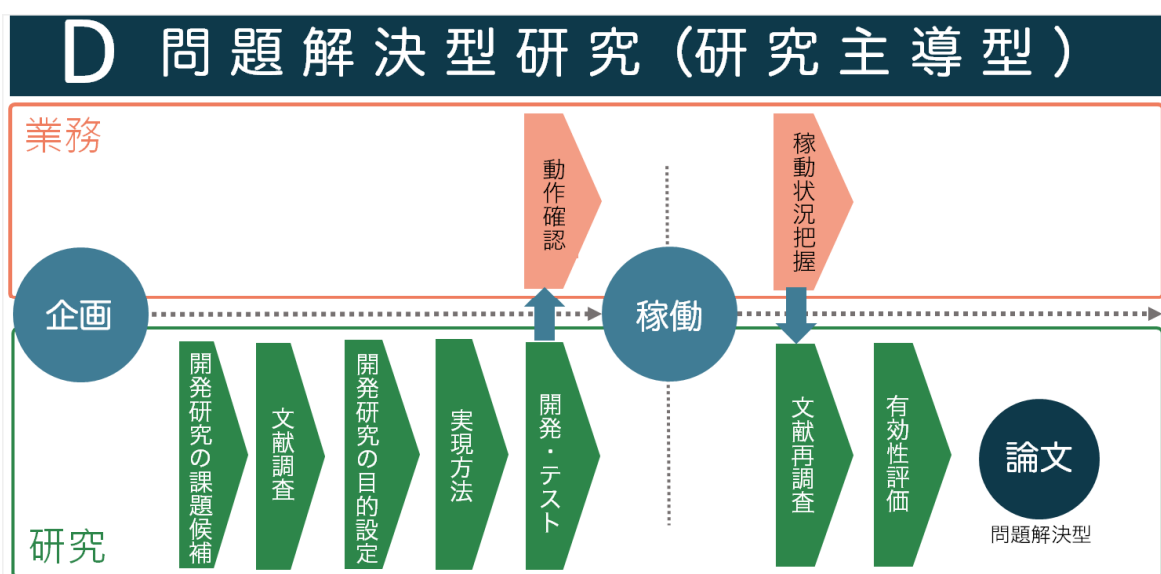 D 問題解決型研究（研究主導型）
業務
動作確認
稼動状況把握
企画
稼働
開発研究の課題候補
文献調査
開発研究の目的設定
実現方法
開発・テスト
文献再調査
有効性評価
論文
問題解決型
研究